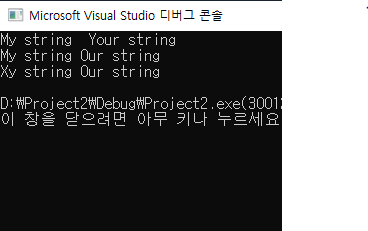 Microsoft Visual Studio 디버그 콘솔
My string  Your string
My string Our string
Xy string Our string
D:₩Project2₩Debug₩Project2.exe(30012
이 창을 닫으려면 아무 키나 누르세요